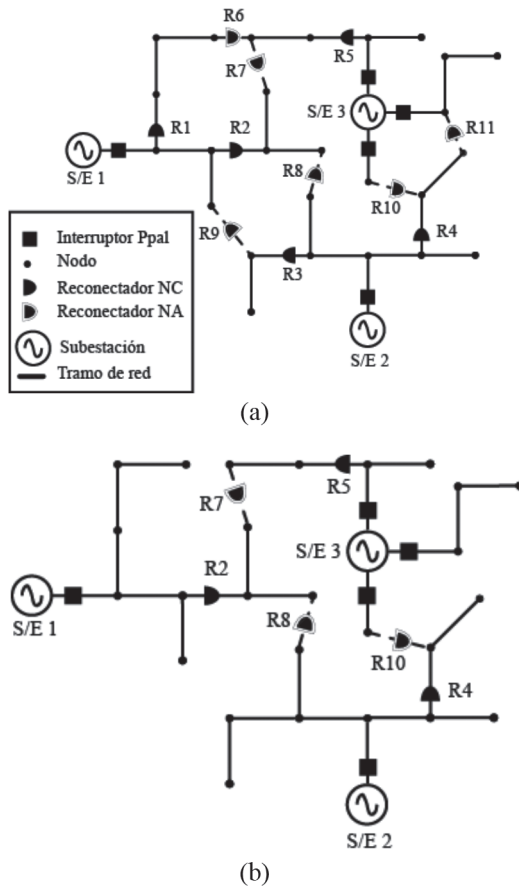 R6
R7
R5
S/E 3
R1
R2
R11
S/E 1
R8
R10
R9
R4
R3
S/E 2
Interruptor Ppal
Nodo
Reconectador NC
Reconectador NA
Subestación
Tramo de red
(a)
R5
R7
S/E 3
R2
S/E 1
R8
R10
R4
S/E 2
(b)